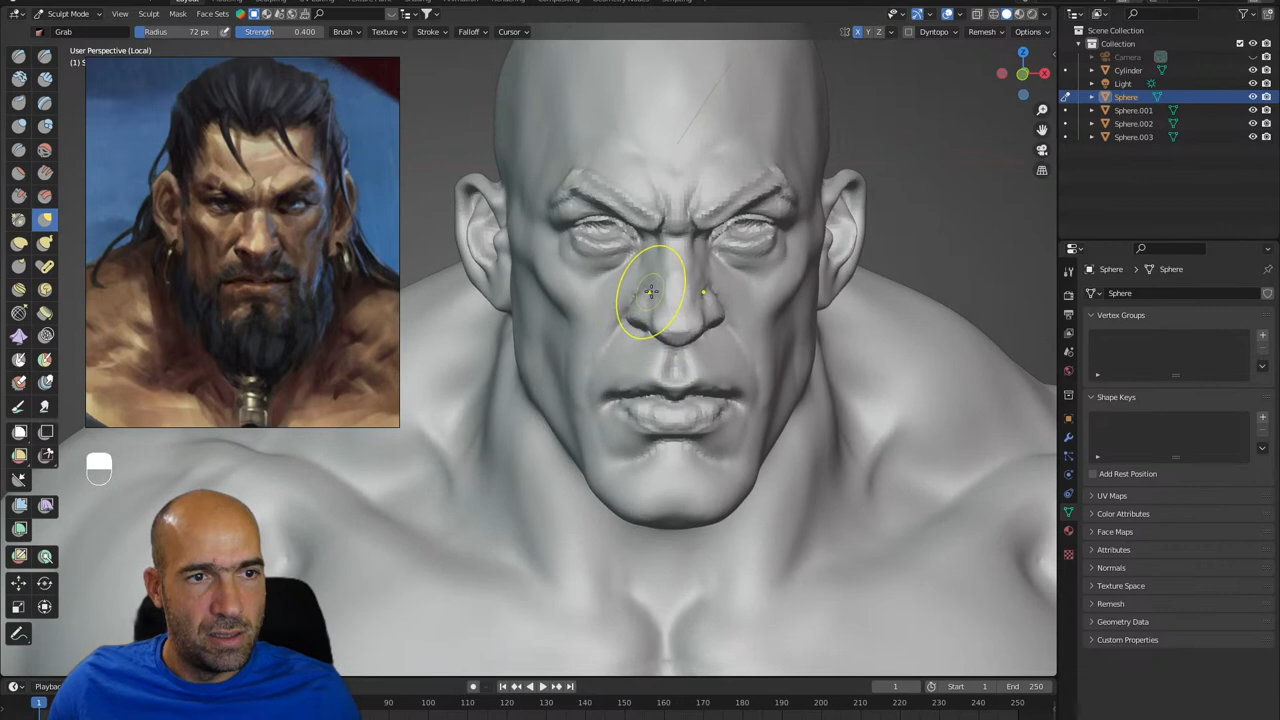 Sculpt Mode View Sculpt Mask Face Sets
Grab Radius 72 px Strength 0.400 Brush Texture Stroke Falloff Cursor X Y Z Dyntopo Remesh Options
User Perspective (Local)
(1) S
Z
X
Scene Collection
Collection
Camera
Cylinder
Light
Sphere
Sphere.001
Sphere.002
Sphere.003
Sphere Sphere
Sphere
Vertex Groups
Shape Keys
Add Rest Position
UV Maps
Color Attributes
Face Maps
Attributes
Normals
Texture Space
Remesh
Geometry Data
Custom Properties
Playback 1 Start 1 End 250
1 100 110 120 130 140 150 160 170 180 190 200 210 220 230 240 250